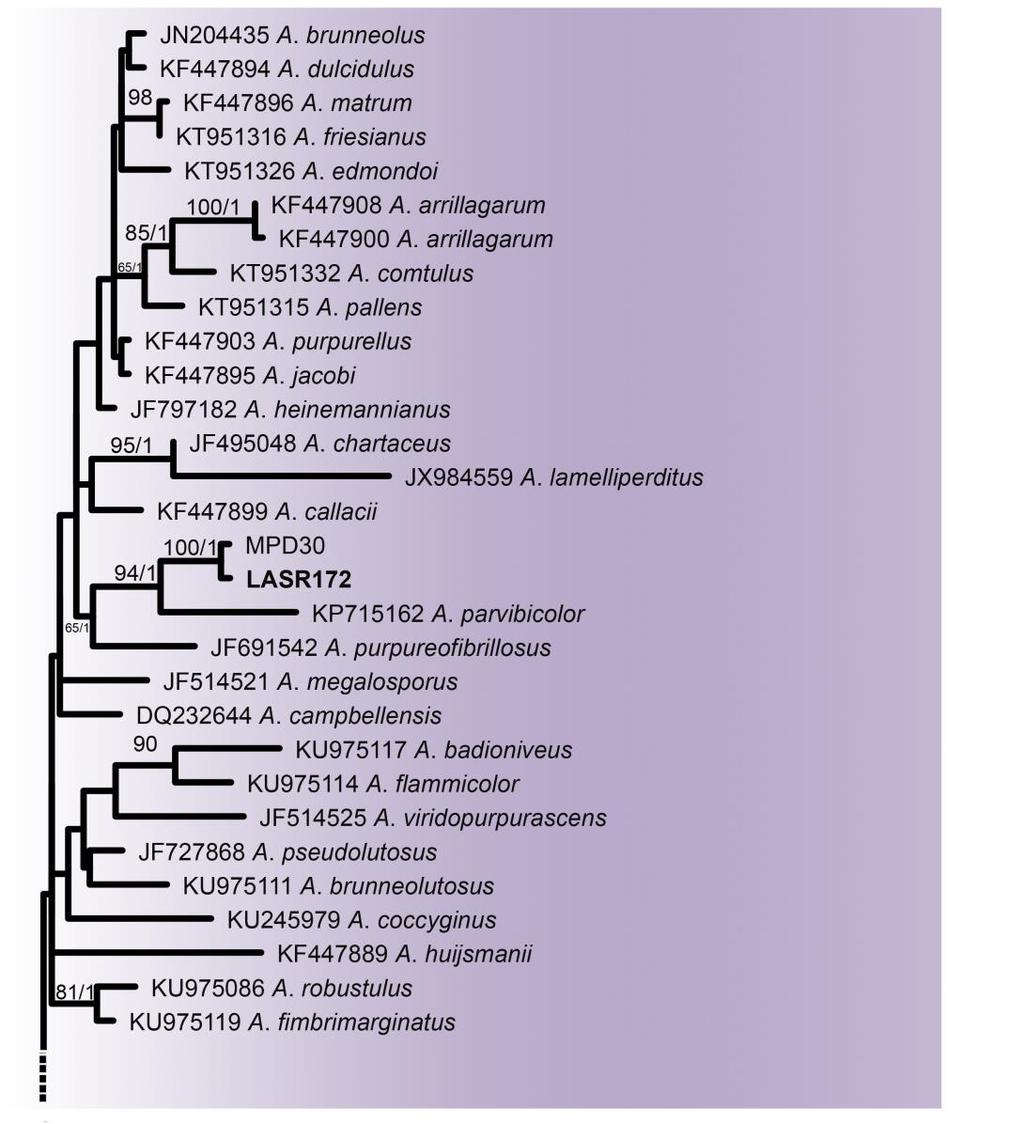 JN204435 A. brunneolus
KF447894 A. dulcidulus
98
KF447896 A. matrum
KT951316 A. friesianus
KT951326 A. edmondoi
100/1
KF447908 A. arrillagarum
85/1
KF447900 A. arrillagarum
65/1
KT951332 A. comtulus
KT951315 A. pallens
KF447903 A. purpurellus
KF447895 A. jacobi
JF797182 A. heinemannianus
95/1
JF495048 A. chartaceus
JX984559 A. lamelliperditus
KF447899 A. callacii
100/1
MPD30
94/1
LASR172
KP715162 A. parvibicolor
65/1
JF691542 A. purpureofibrillosus
JF514521 A. megalosporus
DQ232644 A. campbellensis
90
KU975117 A. badioniveus
KU975114 A. flammicolor
JF514525 A. viridopurpurascens
JF727868 A. pseudolutosus
KU975111 A. brunneolutosus
KU245979 A. coccyginus
KF447889 A. huijsmanii
81/1
KU975086 A. robustulus
KU975119 A. fimbrimarginatus